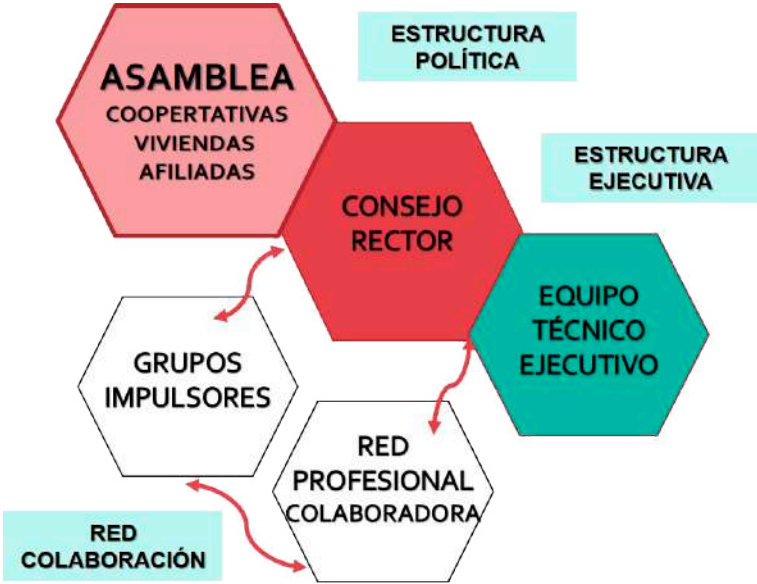 ASAMBLEA
COOPERTATIVAS
VIVIENDAS
AFILIADAS
ESTRUCTURA
POLÍTICA
ESTRUCTURA
EJECUTIVA
CONSEJO
RECTOR
EQUIPO
TÉCNICO
EJECUTIVO
GRUPOS
IMPULSORES
RED
PROFESIONAL
COLABORADORA
RED
COLABORACIÓN